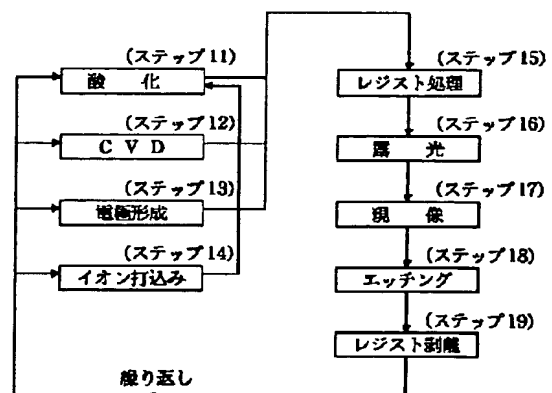 (ステップ11)
酸 化
(ステップ12)
C V D
(ステップ13)
電極形成
(ステップ14)
イオン打込み
(ステップ15)
レジスト処理
(ステップ16)
露 光
(ステップ17)
現 像
(ステップ18)
エッチング
(ステップ19)
レジスト剥離
繰り返し